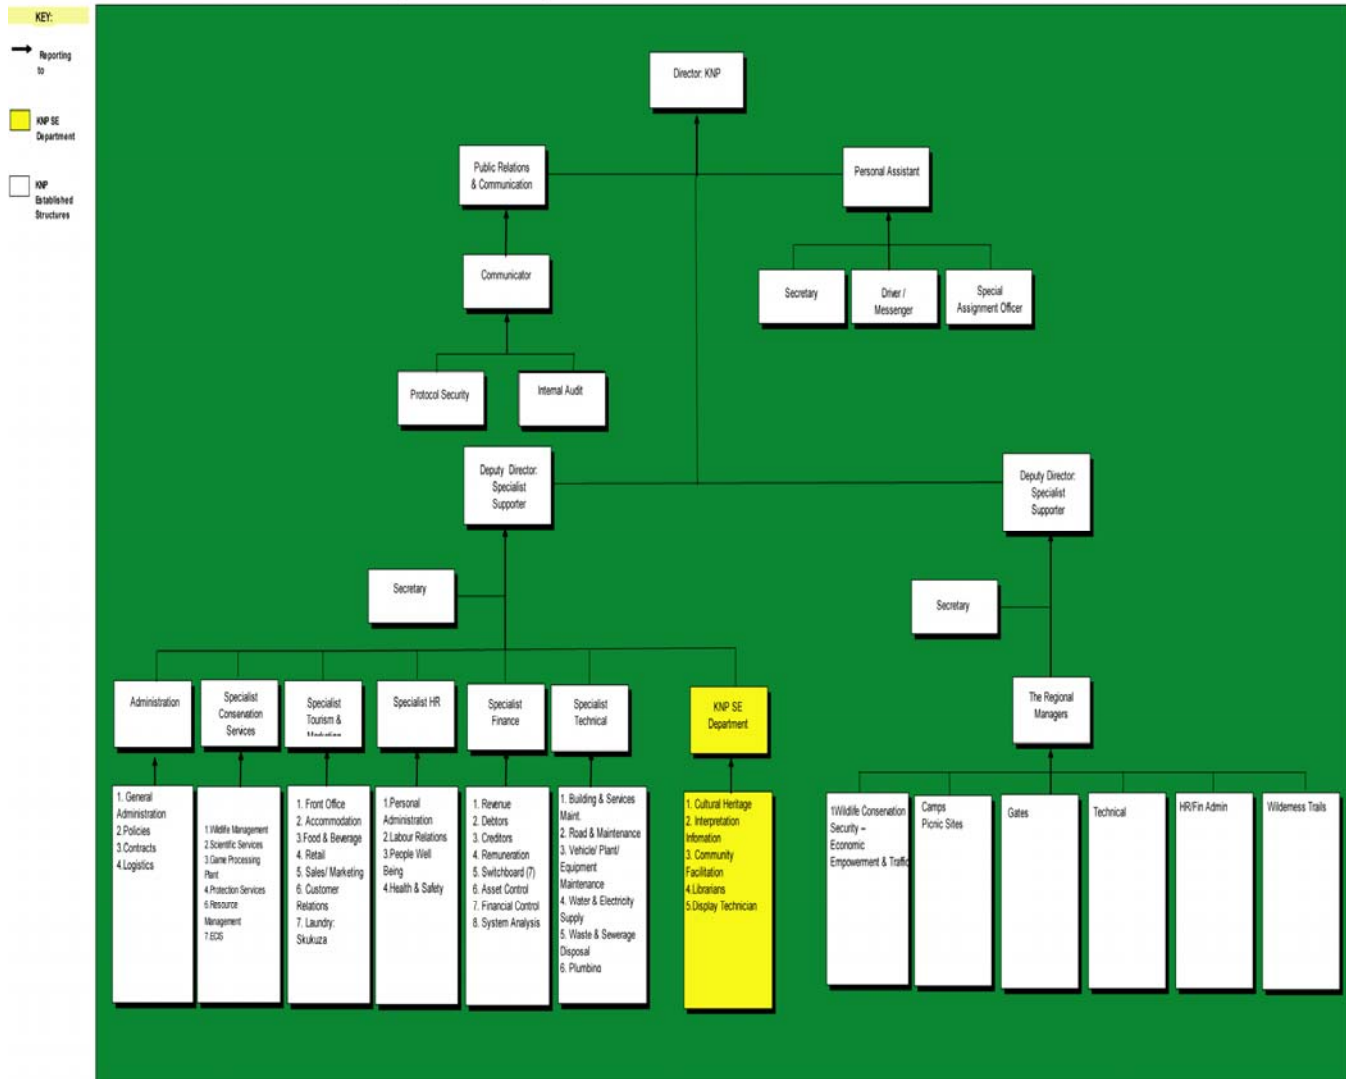 KEY:
Reporting
to
KNP SE
Department
KNP
Established
Structures
Director: KNP
Public Relations
& Communication
Personal Assistant
Communicator
Secretary
Driver /
Messenger
Special
Assignment Officer
Protocol Security
Internal Audit
Deputy Director:
Specialist
Supporter
Deputy Director:
Specialist
Supporter
Secretary
Secretary
Administration
Specialist
Conservation
Services
Specialist
Tourism &
Marketing
Specialist HR
Specialist
Finance
Specialist
Technical
KNP SE
Department
The Regional
Managers
1. General
Administration
2. Policies
3. Contracts
4.Logistics
1.Wildlife Management
2.Scientific Services
3.Game Processing
Plant
4.Protection Services
6.Resource
Management
7.ECIS
1. Front Office
2. Accommodation
3.Food & Beverage
4. Retail
5. Sales/ Marketing
6. Customer
Relations
7. Laundry:
Skukuza
1.Personal
Administration
2.Labour Relations
3.People Well
Being
4.Health & Safety
1. Revenue
2. Debtors
3. Creditors
4. Remuneration
5. Switchboard (7)
6. Asset Control
7. Financial Control
8. System Analysis
1. Building & Services
Maint.
2. Road & Maintenance
3. Vehicle/ Plant/
Equipment
Maintenance
4. Water & Electricity
Supply
5. Waste & Sewerage
Disposal
6. Plumbing
1. Cultural Heritage
2. Interpretation
Infomation
3. Community
Facilitation
4.Librarians
5.Display Technician
1Wildlife Conservation
Security –
Economic
Empowerment & Traffic
Camps
Picnic Sites
Gates
Technical
HR/Fin Admin
Wilderness Trails